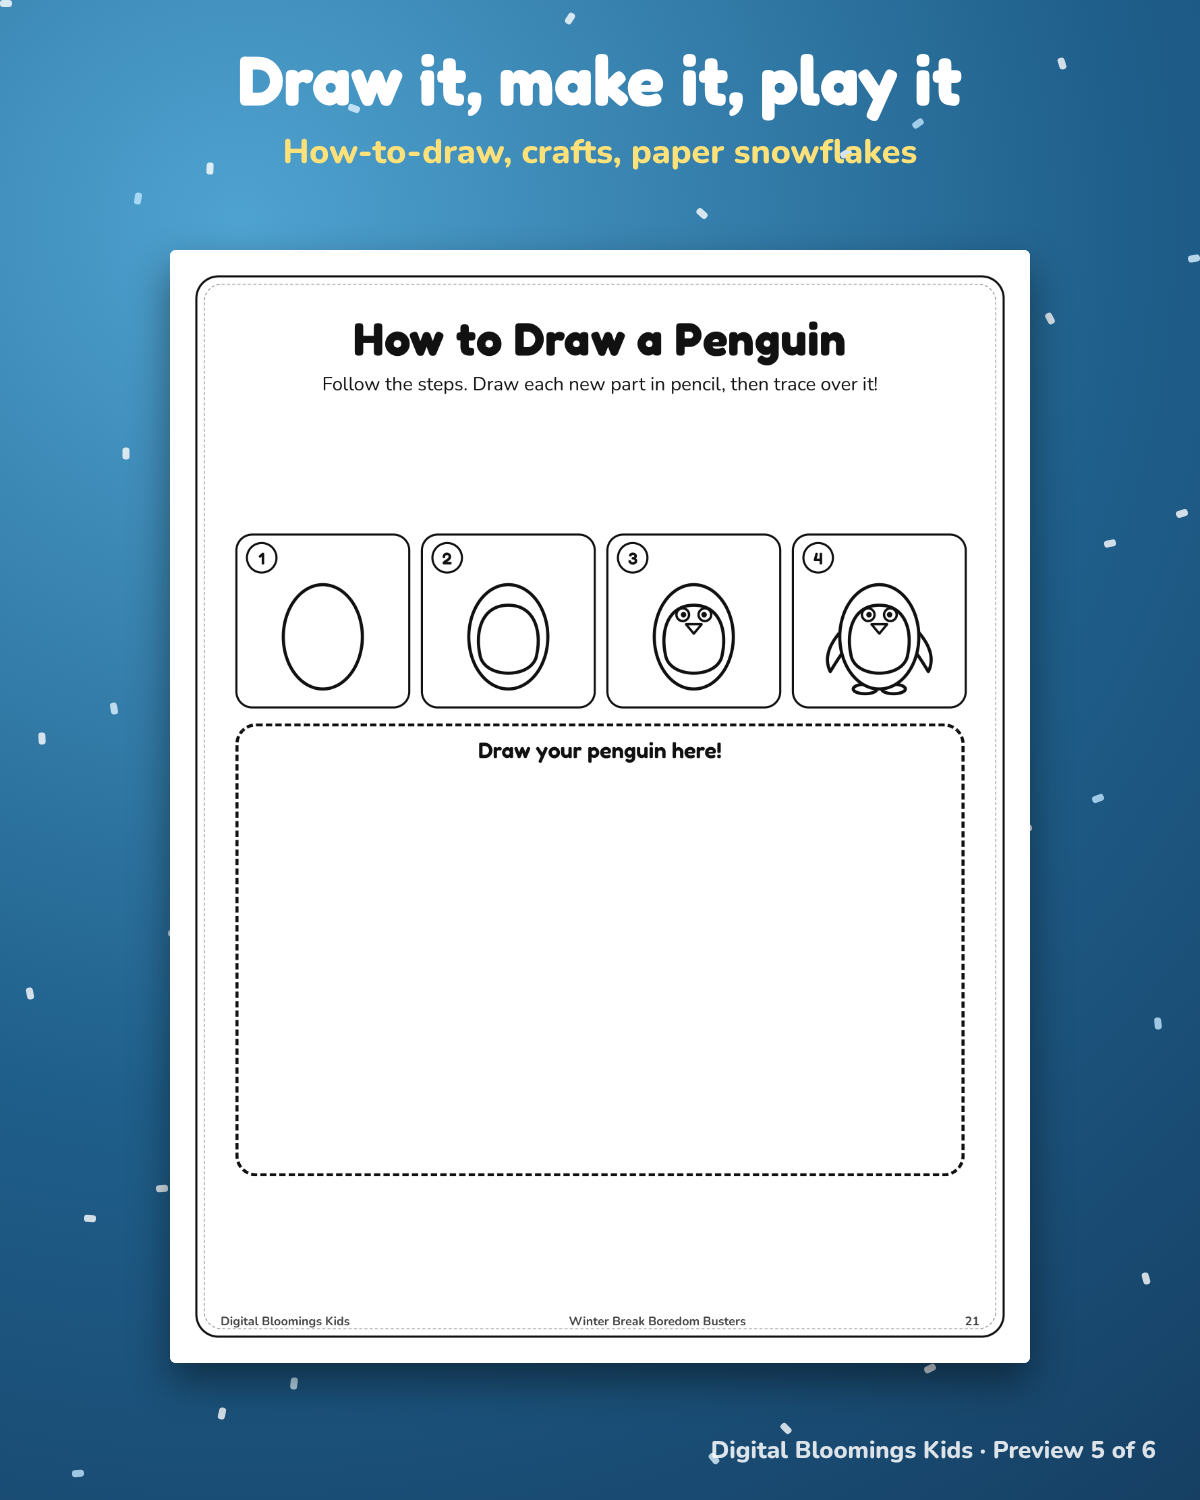 Draw it, make it, play it
How-to-draw, crafts, paper snowflakes
How to Draw a Penguin
Follow the steps. Draw each new part in pencil, then trace over it!
1 2 3 4
Draw your penguin here!
Digital Bloomings Kids Winter Break Boredom Busters 21
Digital Bloomings Kids · Preview 5 of 6